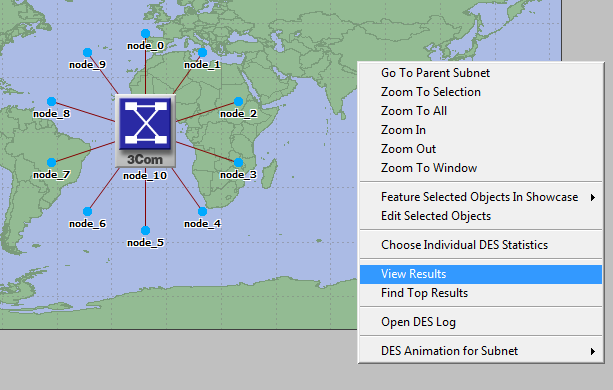 node_0
node_9
node_1
node_8
node_2
3Com
node_7
node_10
node_3
node_6
node_4
node_5
Go To Parent Subnet
Zoom To Selection
Zoom To All
Zoom In
Zoom Out
Zoom To Window
Feature Selected Objects In Showcase
Edit Selected Objects
Choose Individual DES Statistics
View Results
Find Top Results
Open DES Log
DES Animation for Subnet